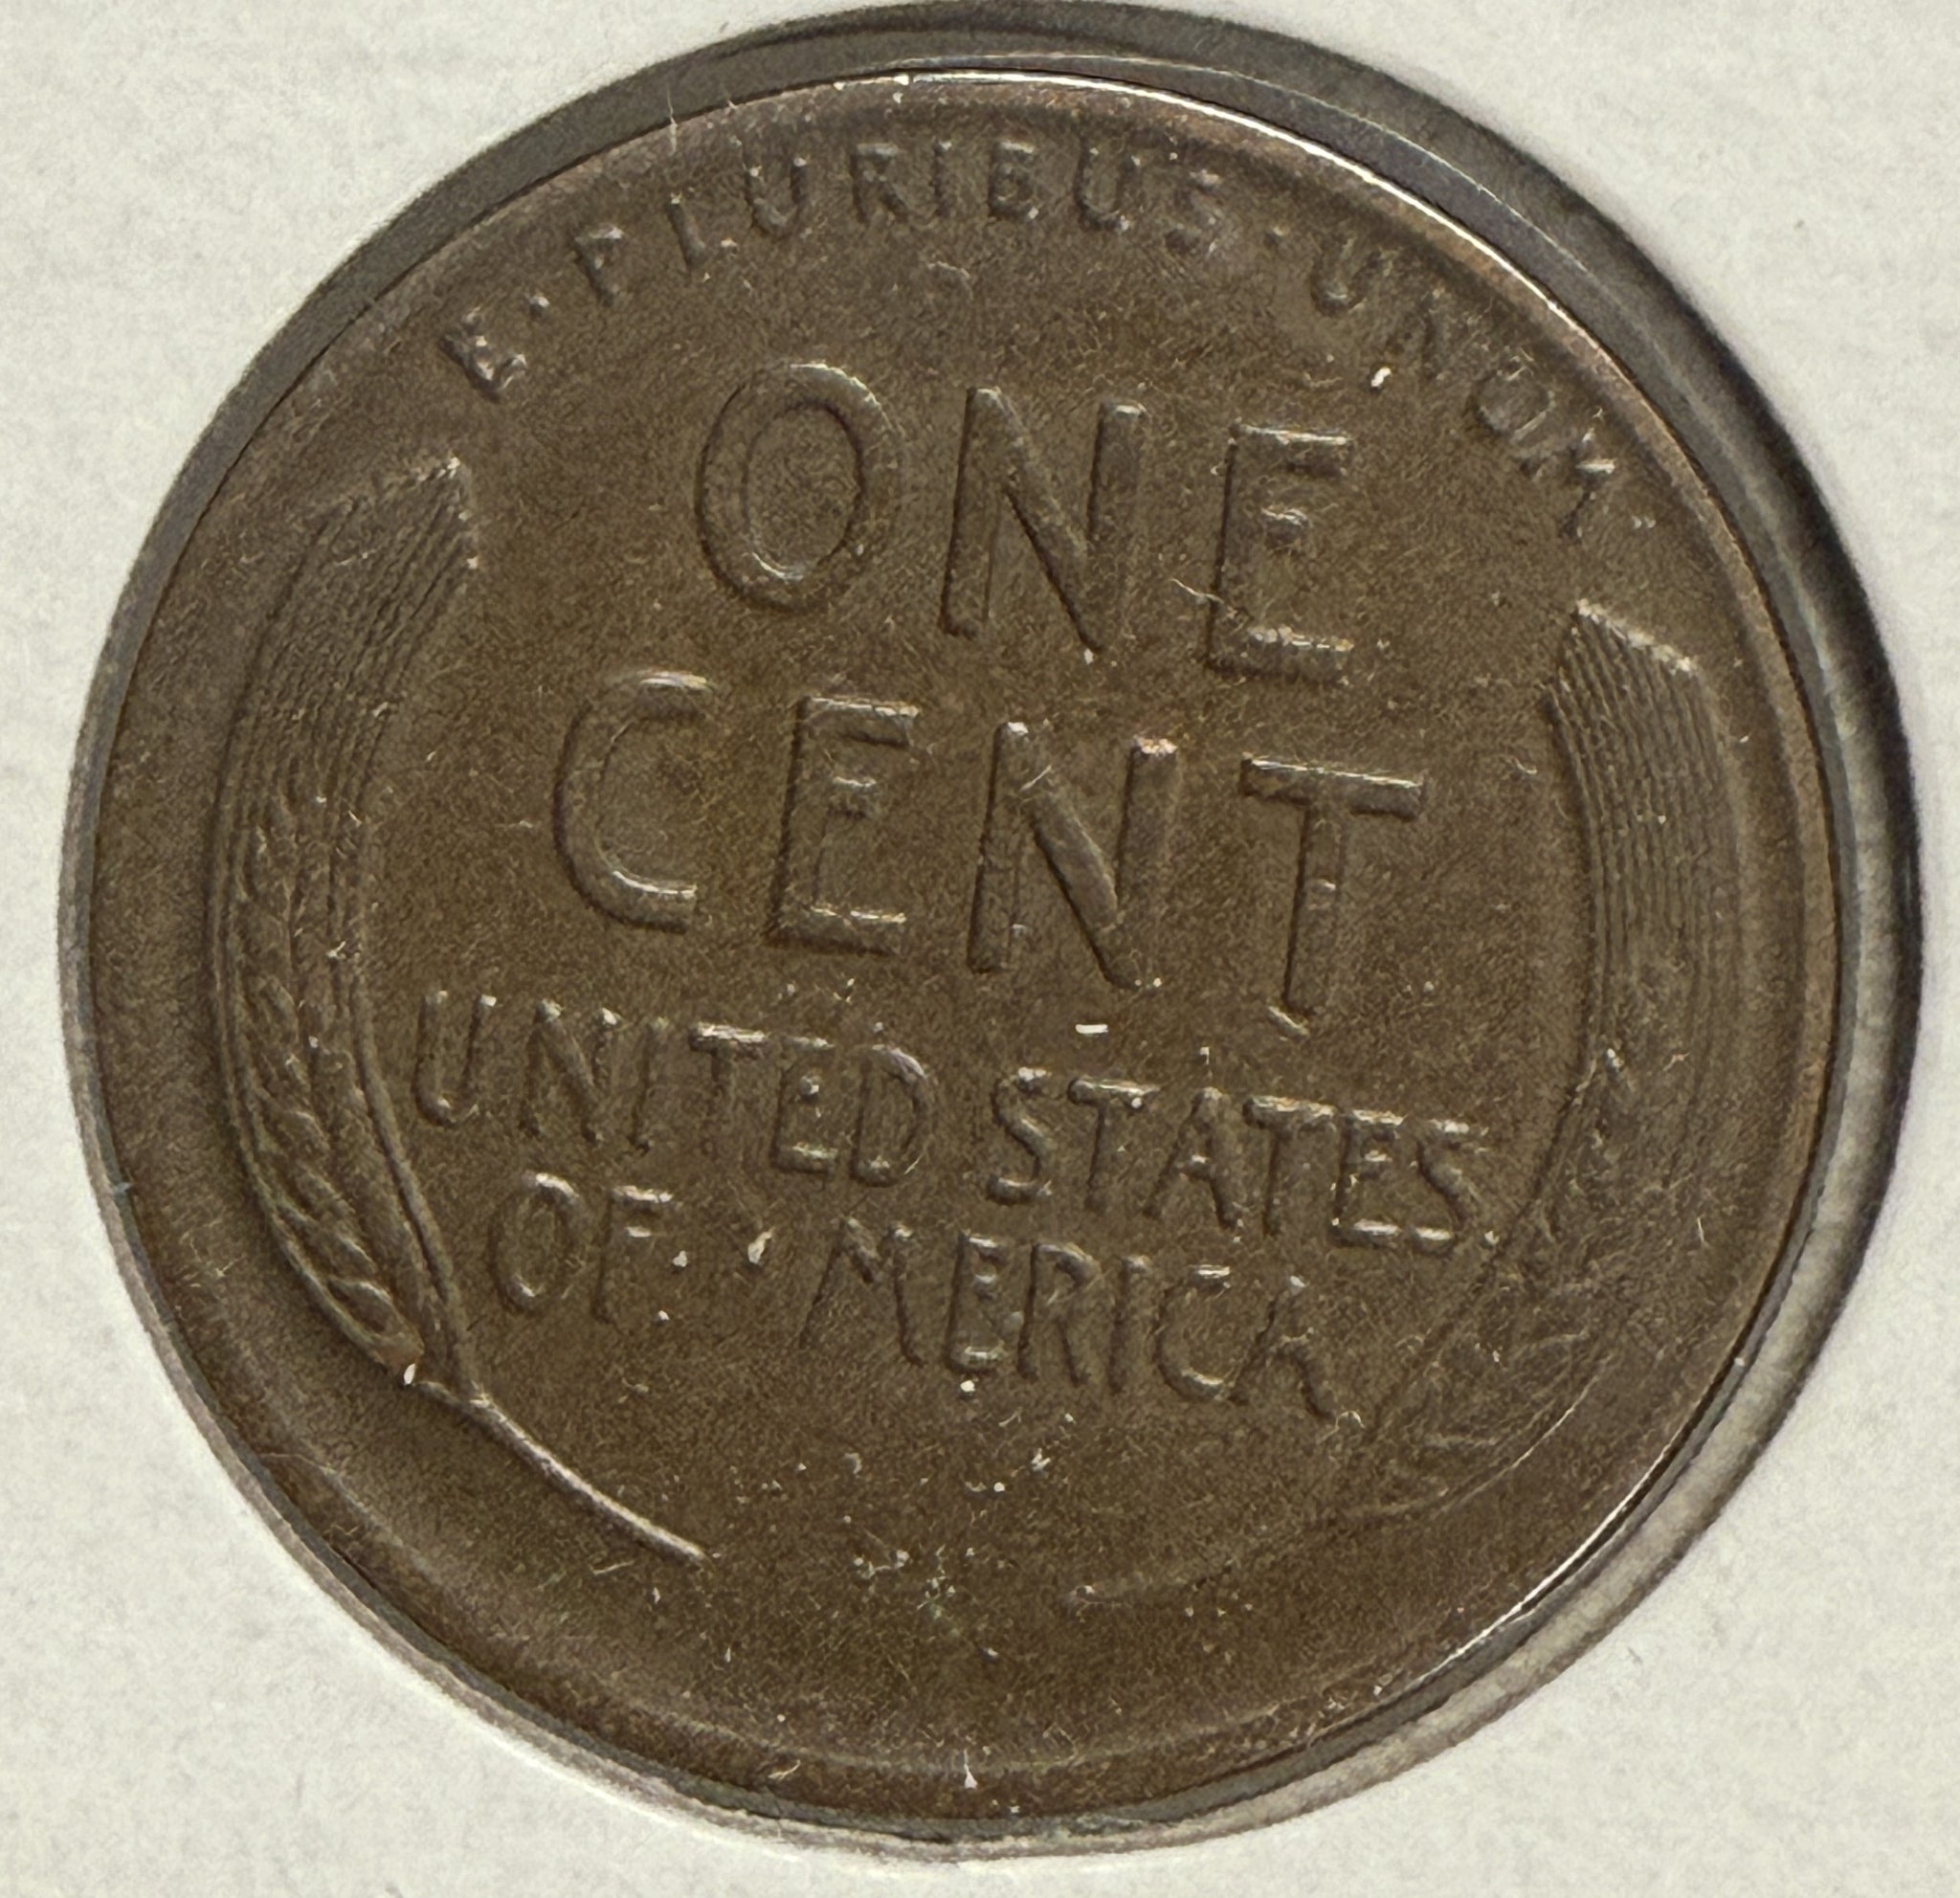 E·PLURIBUS·UNUM
ONE
CENT
UNITED STATES
OF AMERICA